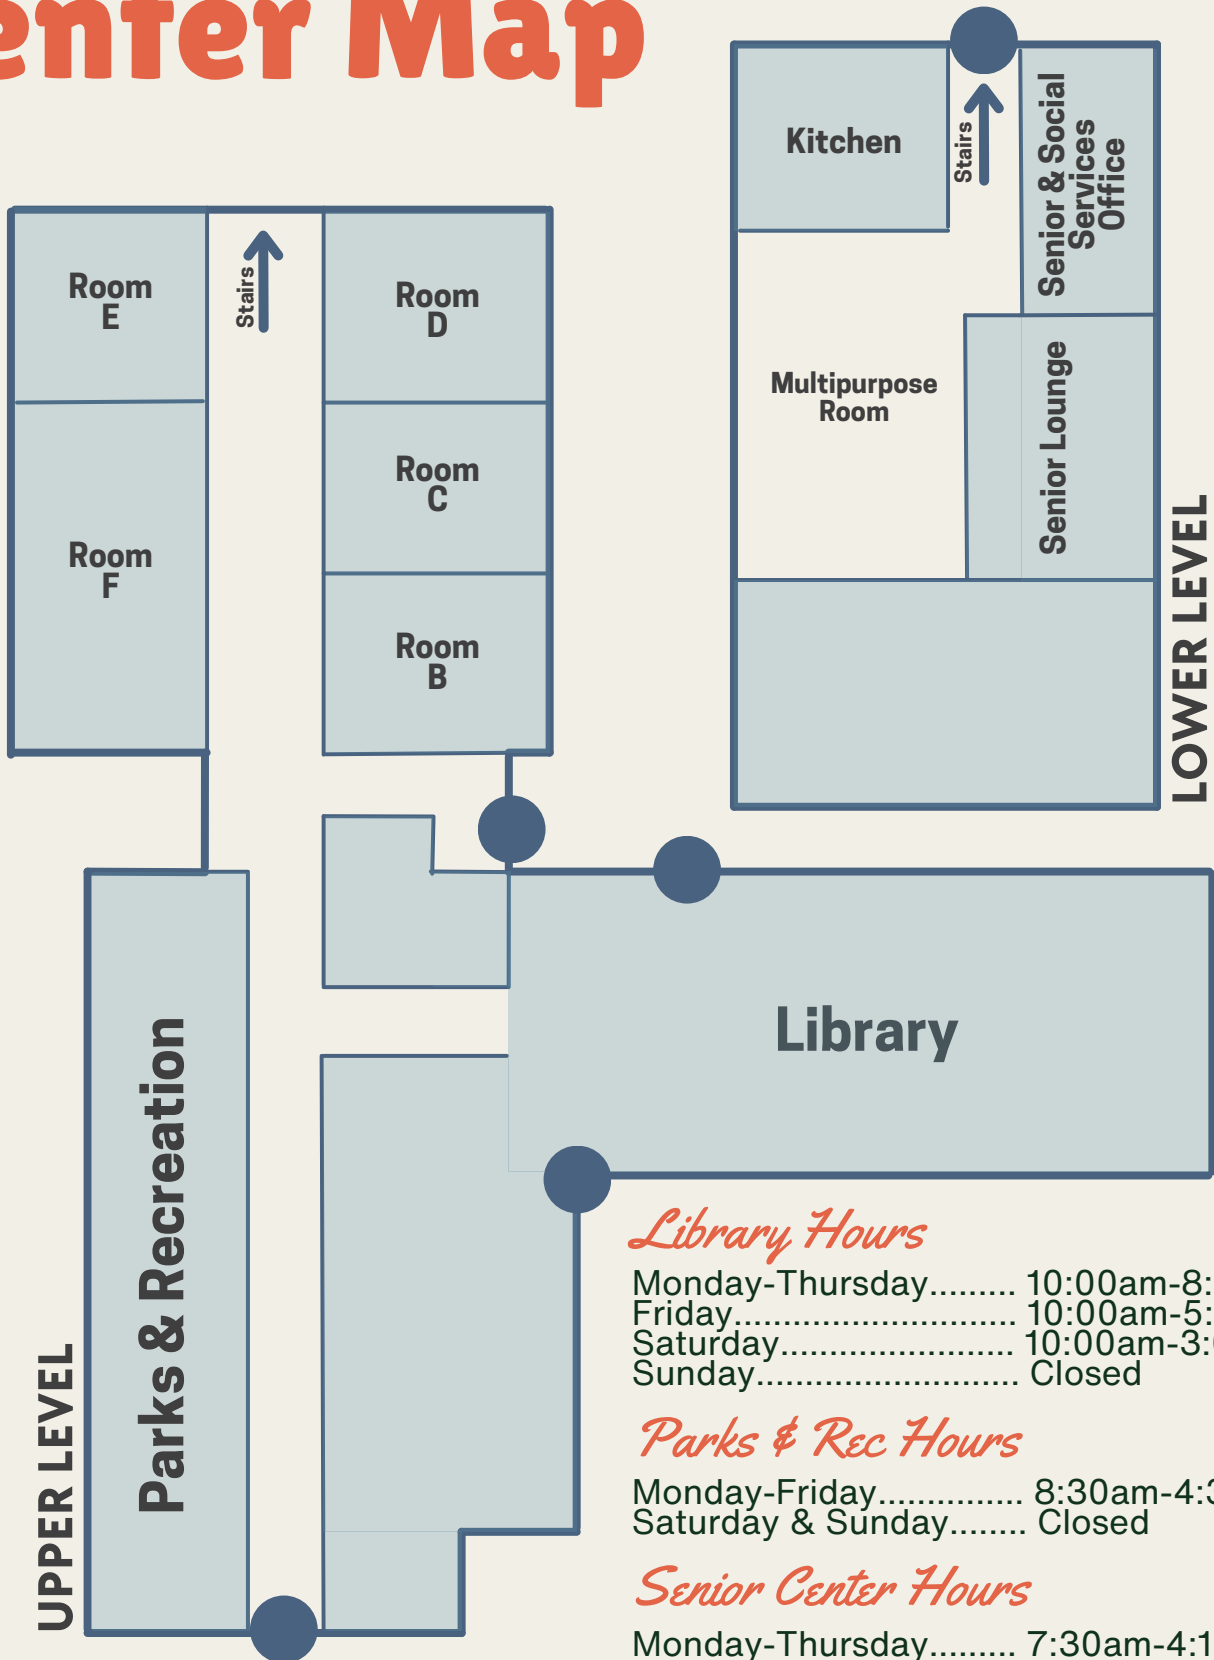 enter Map
Kitchen
Stairs
Senior & Social
Services
Office
Room
E
Stairs
Room
D
Multipurpose
Room
Senior Lounge
Room
C
Room
F
Room
B
LOWER LEVEL
Library
Parks & Recreation
UPPER LEVEL
Library Hours
Monday-Thursday......... 10:00am-8:
Friday............................. 10:00am-5:
Saturday........................ 10:00am-3:
Sunday........................... Closed
Parks & Rec Hours
Monday-Friday............... 8:30am-4:3
Saturday & Sunday........ Closed
Senior Center Hours
Monday-Thursday......... 7:30am-4:1